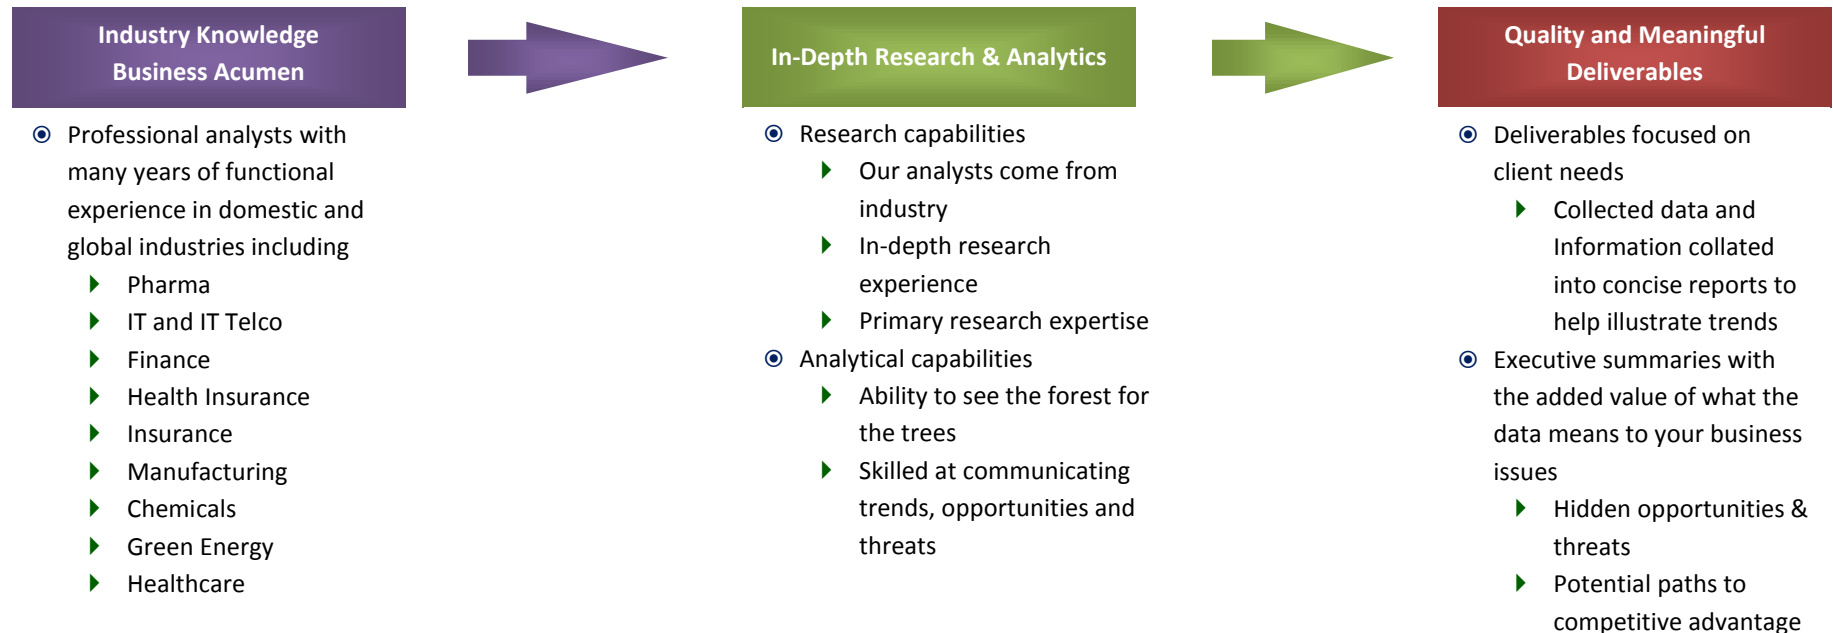 Industry Knowledge
Business Acumen
Professional analysts with
many years of functional
experience in domestic and
global industries including
Pharma
IT and IT Telco
Finance
Health Insurance
Insurance
Manufacturing
Chemicals
Green Energy
Healthcare
In-Depth Research & Analytics
Research capabilities
Our analysts come from
industry
In-depth research
experience
Primary research expertise
Analytical capabilities
Ability to see the forest for
the trees
Skilled at communicating
trends, opportunities and
threats
Quality and Meaningful
Deliverables
Deliverables focused on
client needs
Collected data and
Information collated
into concise reports to
help illustrate trends
Executive summaries with
the added value of what the
data means to your business
issues
Hidden opportunities &
threats
Potential paths to
competitive advantage